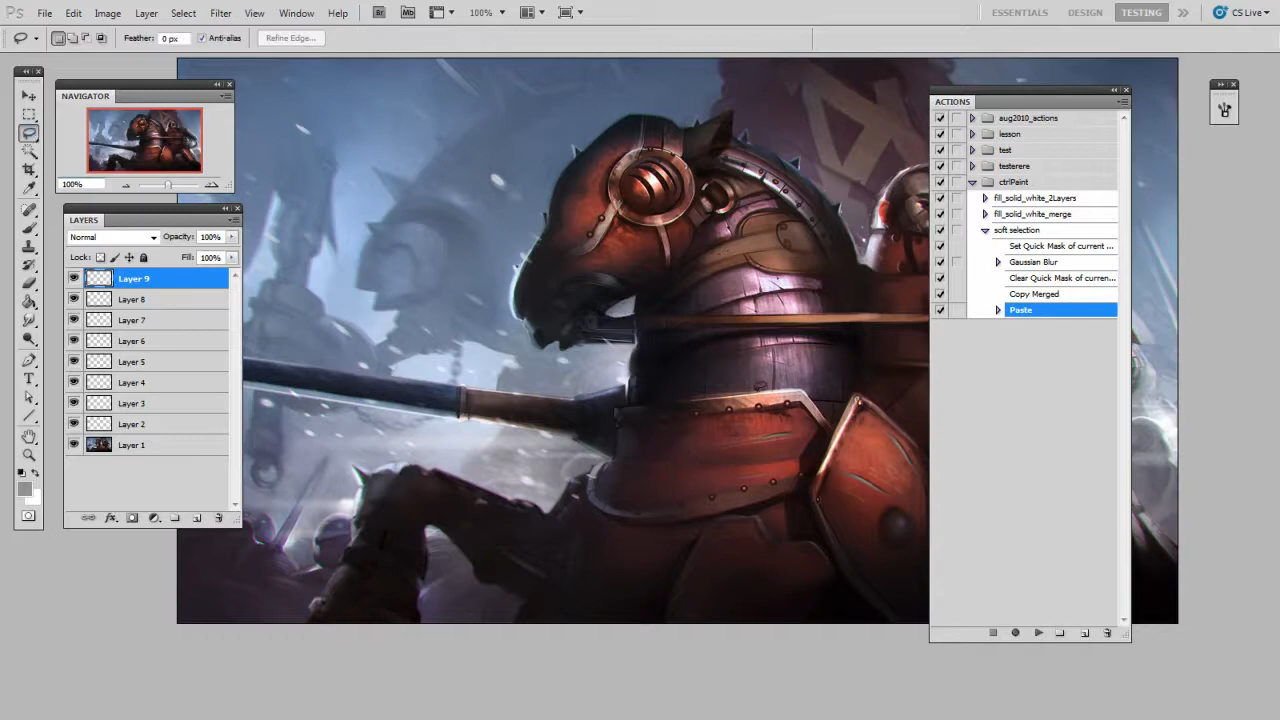 Ps File Edit Image Layer Select Filter View Window Help Br Mb 100% ESSENTIALS DESIGN TESTING CS Live
Feather: 0 px Anti-alias Refine Edge...
NAVIGATOR
100%
LAYERS
Normal Opacity: 100%
Lock: Fill: 100%
Layer 9
Layer 8
Layer 7
Layer 6
Layer 5
Layer 4
Layer 3
Layer 2
Layer 1
ACTIONS
aug2010_actions
lesson
test
testerere
ctrlPaint
fill_solid_white_2Layers
fill_solid_white_merge
soft selection
Set Quick Mask of current ...
Gaussian Blur
Clear Quick Mask of curren...
Copy Merged
Paste